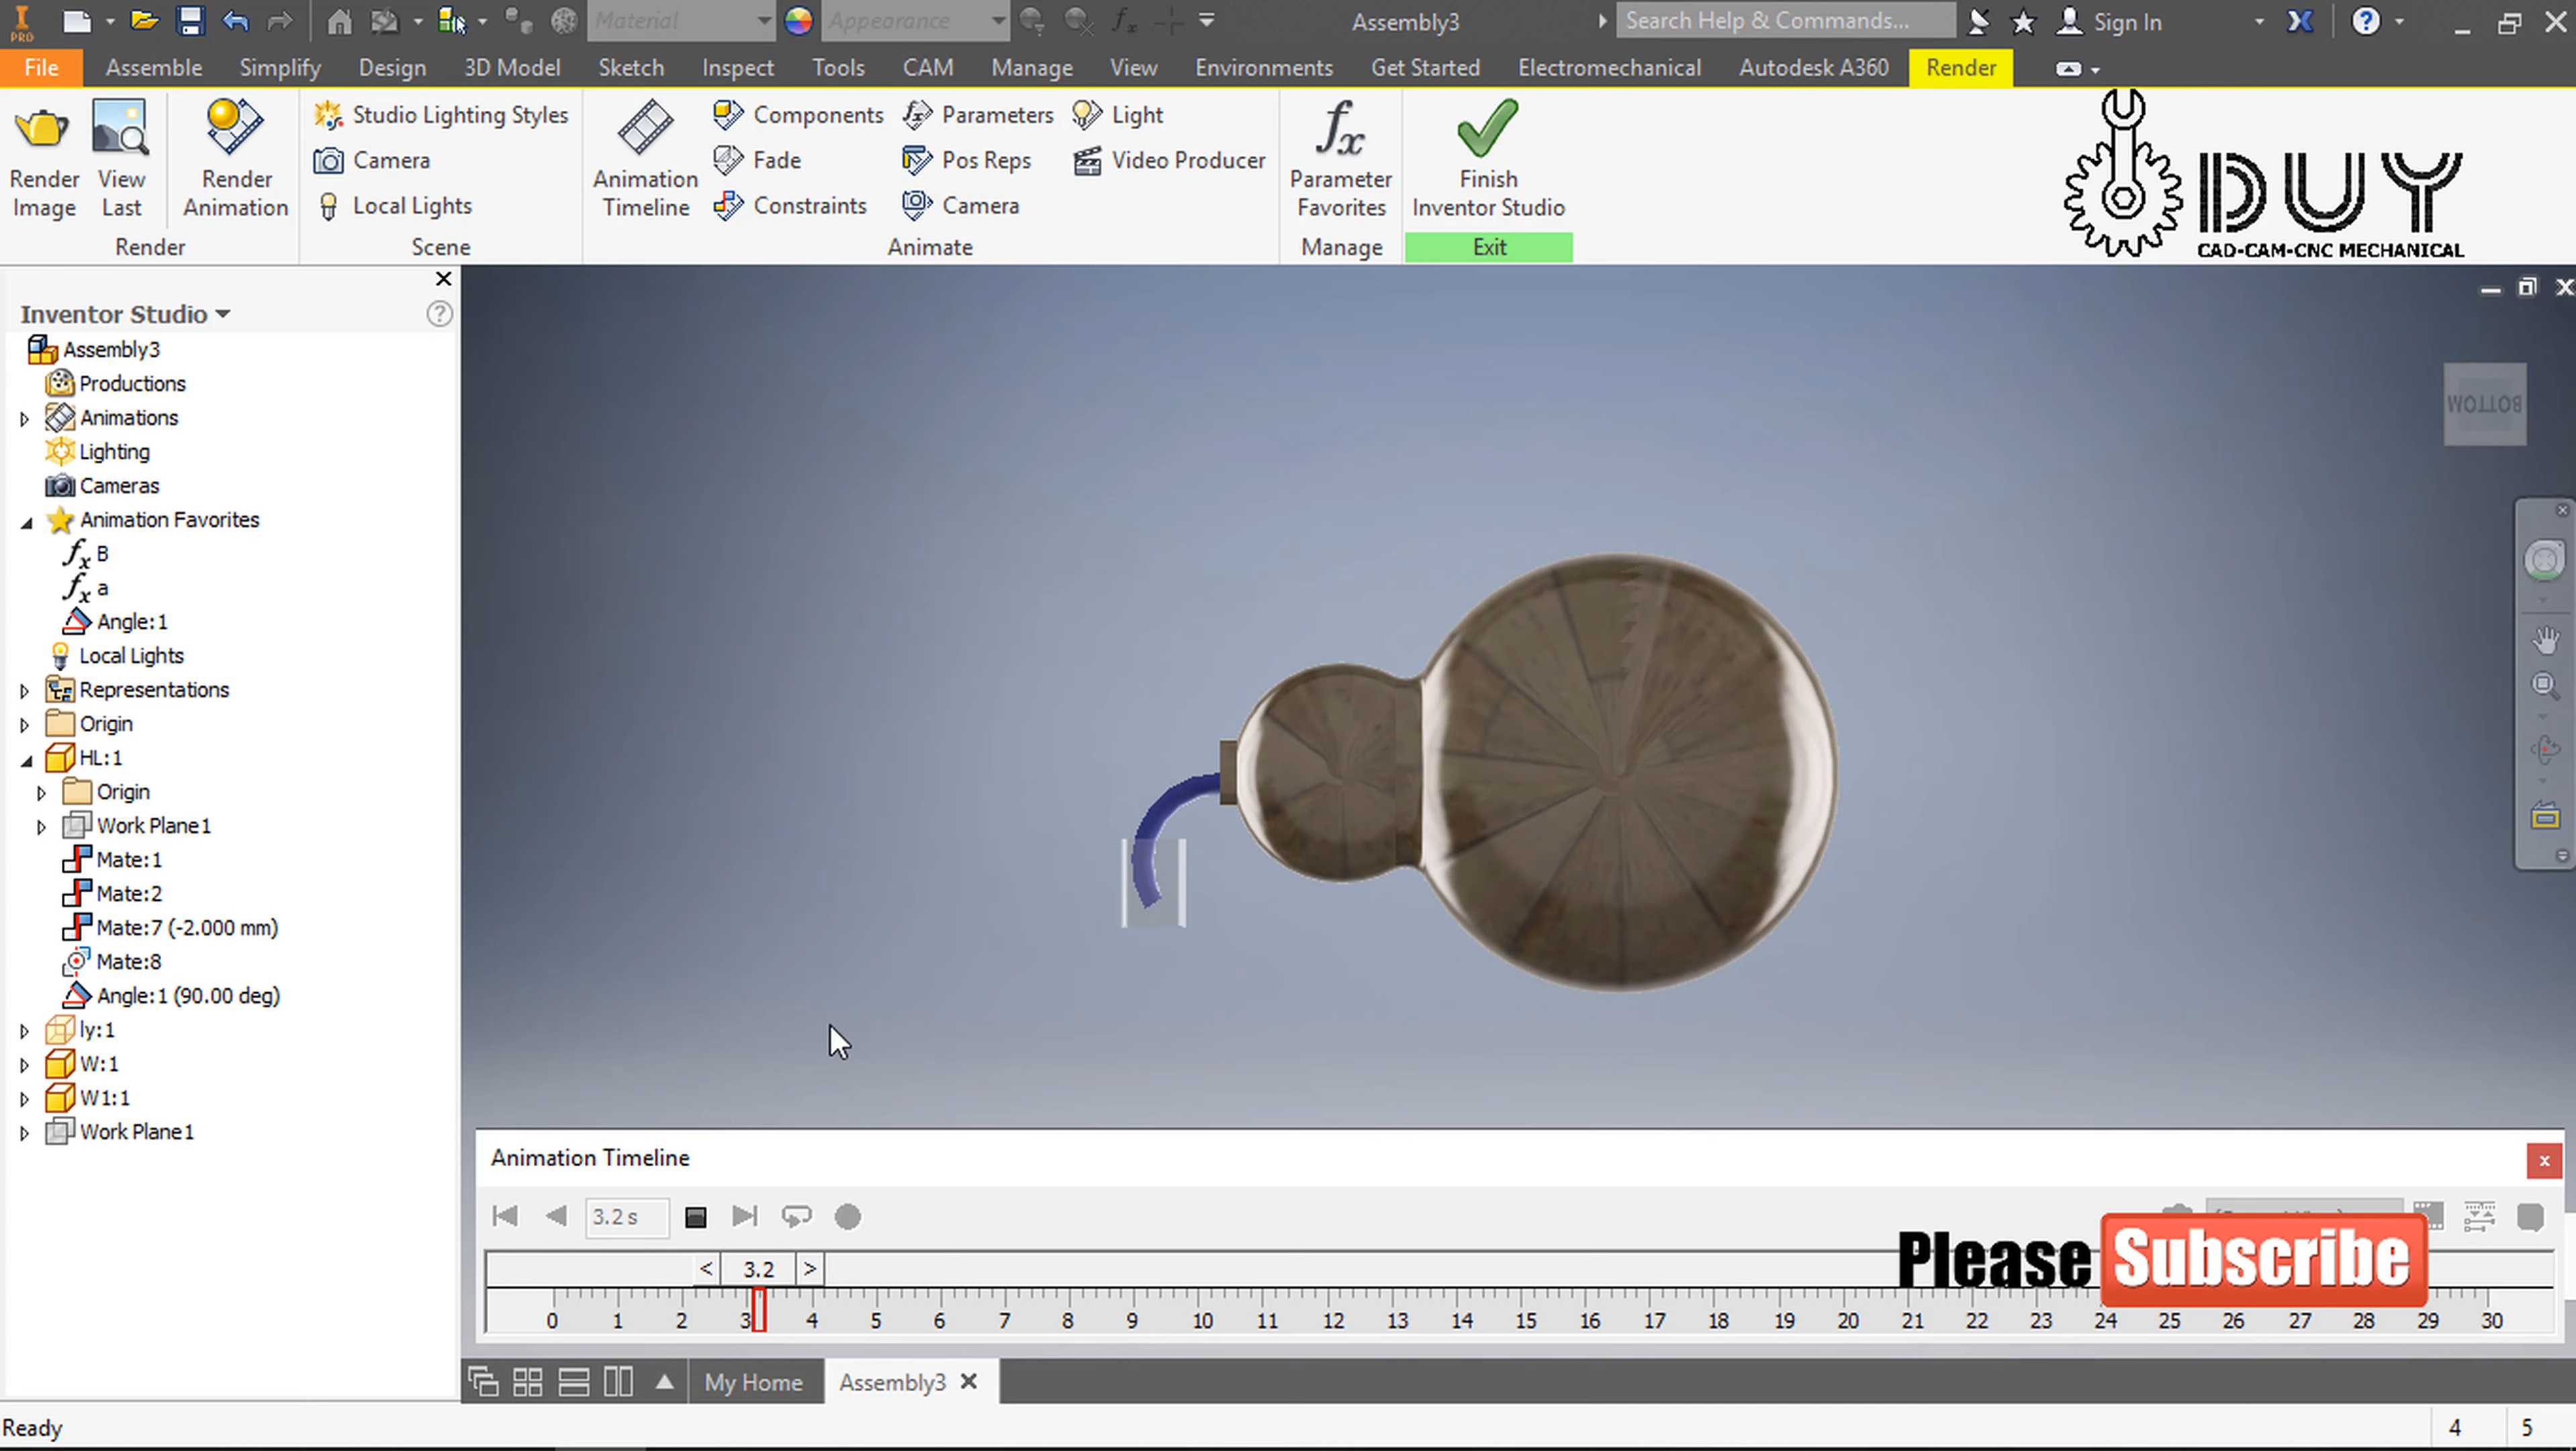 PRO
Material
Appearance
Assembly3
Search Help & Commands...
Sign In
File
Assemble
Simplify
Design
3D Model
Sketch
Inspect
Tools
CAM
Manage
View
Environments
Get Started
Electromechanical
Autodesk A360
Render
Render Image
View Last
Render Animation
Render
Studio Lighting Styles
Camera
Local Lights
Scene
Animation Timeline
Components
Fade
Constraints
Parameters
Pos Reps
Camera
Light
Video Producer
Animate
fx
Parameter Favorites
Manage
Finish Inventor Studio
Exit
DUY
CAD-CAM-CNC MECHANICAL
Inventor Studio
Assembly3
Productions
Animations
Lighting
Cameras
Animation Favorites
fx B
fx a
Angle:1
Local Lights
Representations
Origin
HL:1
Origin
Work Plane1
Mate:1
Mate:2
Mate:7 (-2.000 mm)
Mate:8
Angle:1 (90.00 deg)
ly:1
W:1
W1:1
Work Plane1
BOTTOM
Animation Timeline
3.2 s
< 3.2 >
0 1 2 3 4 5 6 7 8 9 10 11 12 13 14 15 16 17 18 19 20 21 22 23 24 25 26 27 28 29 30
Please Subscribe
My Home
Assembly3
Ready
4 5